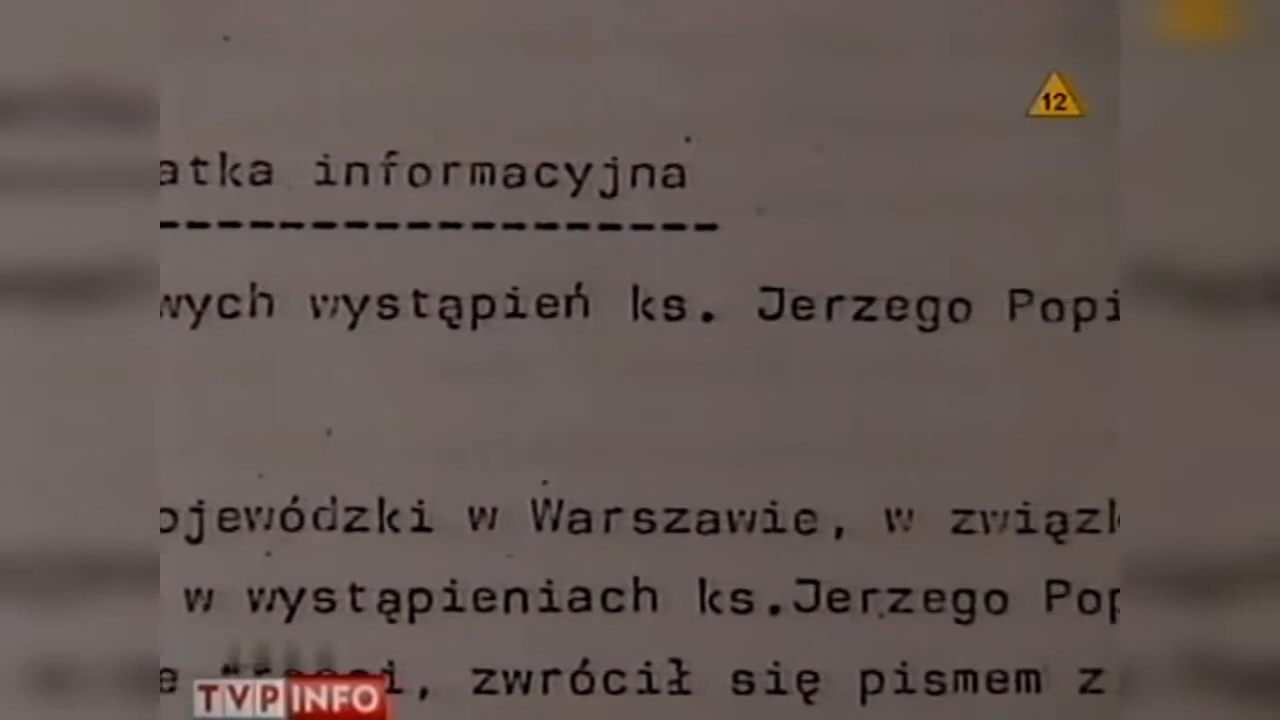 12
atka informacyjna
wych wystąpień ks. Jerzego Popi
ojewódzki w Warszawie, w związk
w wystąpieniach ks.Jerzego Pop
e treści, zwrócił się pismem z
TVP INFO